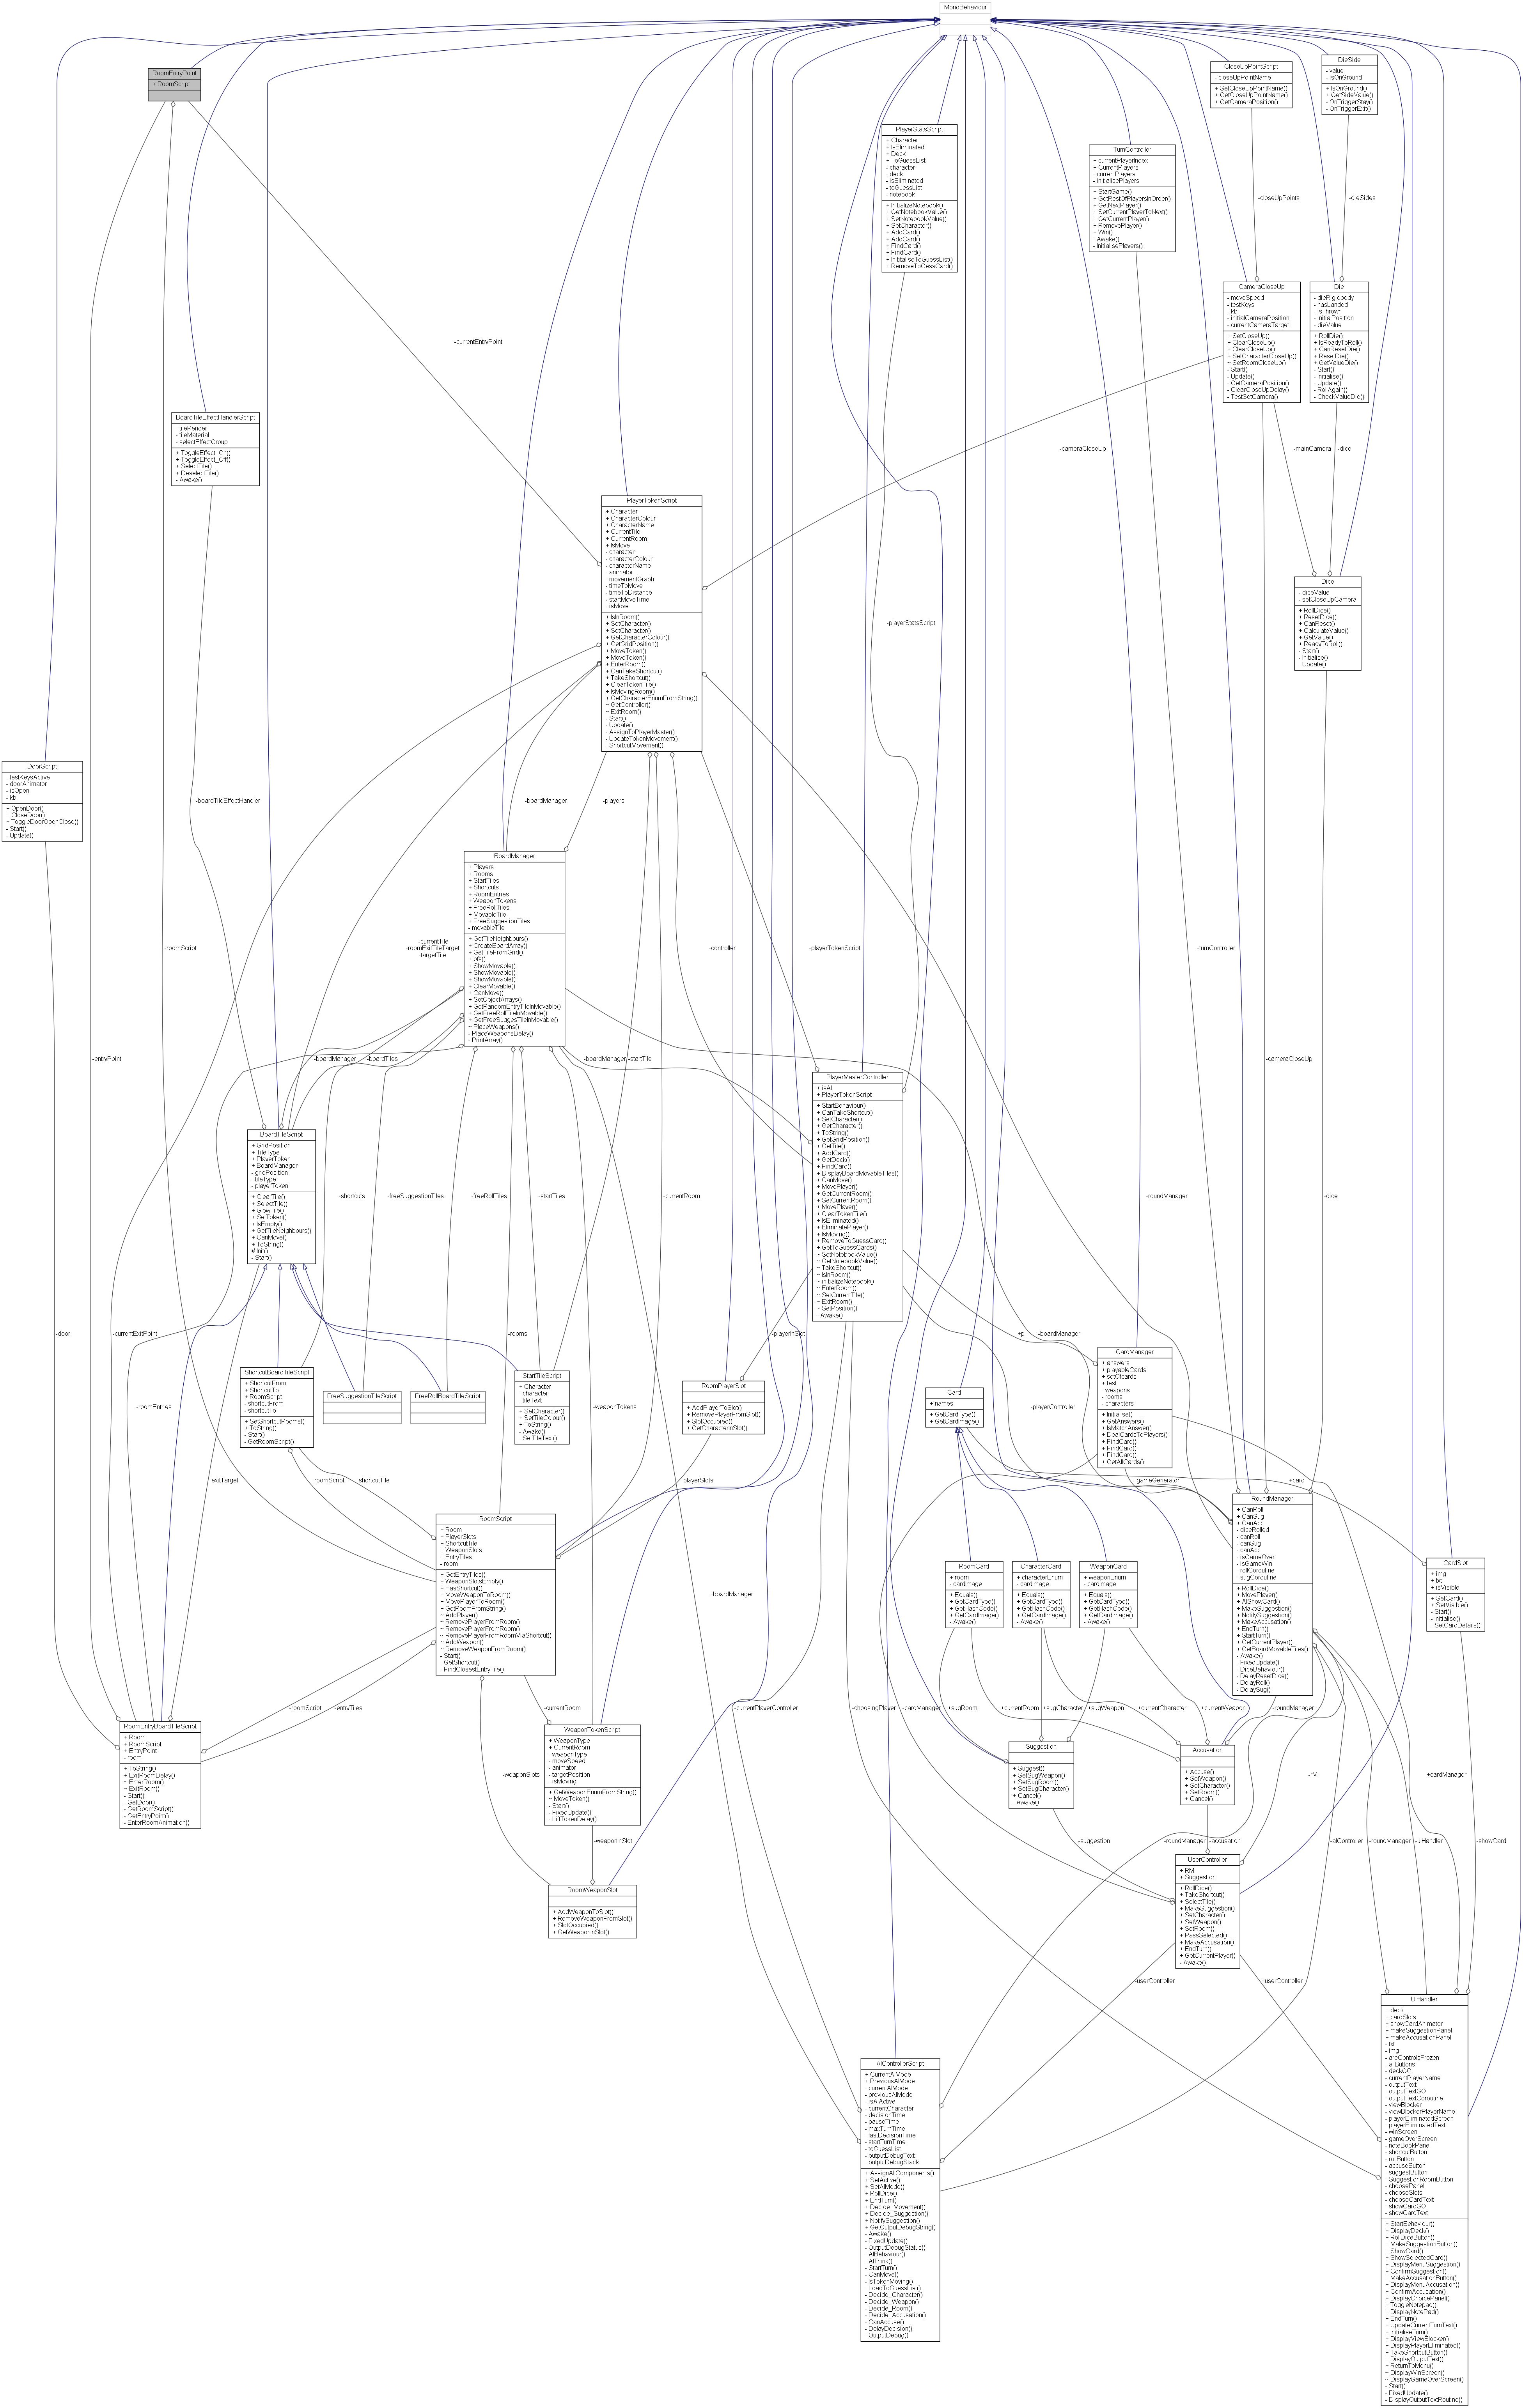 MonoBehaviour
RoomEntryPoint
+ RoomScript
CloseUpPointScript
- closeUpPointName
+ SetCloseUpPointName()
+ GetCloseUpPointName()
+ GetCameraPosition()
DieSide
- value
- isOnGround
+ IsOnGround()
+ GetSideValue()
- OnTriggerStay()
- OnTriggerExit()
PlayerStatsScript
+ Character
+ IsEliminated
+ Deck
+ ToGuessList
- character
- deck
- isEliminated
- toGuessList
- notebook
+ InitializeNotebook()
+ GetNotebookValue()
+ SetNotebookValue()
+ SetCharacter()
+ AddCard()
+ AddCard()
+ FindCard()
+ FindCard()
+ InititaliseToGuessList()
+ RemoveToGessCard()
TurnController
+ currentPlayerIndex
+ CurrentPlayers
- currentPlayers
- initialisePlayers
+ StartGame()
+ GetRestOfPlayersInOrder()
+ GetNextPlayer()
+ SetCurrentPlayerToNext()
+ GetCurrentPlayer()
+ RemovePlayer()
+ Win()
- Awake()
- InitialisePlayers()
-closeUpPoints
-dieSides
CameraCloseUp
- moveSpeed
- testKeys
- kb
- initialCameraPosition
- currentCameraTarget
+ SetCloseUp()
+ ClearCloseUp()
+ ClearCloseUp()
+ SetCharacterCloseUp()
~ SetRoomCloseUp()
- Start()
- Update()
- GetCameraPosition()
- ClearCloseUpDelay()
- TestSetCamera()
Die
- dieRigidbody
- hasLanded
- isThrown
- initialPosition
- dieValue
+ RollDie()
+ IsReadyToRoll()
+ CanResetDie()
+ ResetDie()
+ GetValueDie()
- Start()
- Initialise()
- Update()
- RollAgain()
- CheckValueDie()
-currentEntryPoint
BoardTileEffectHandlerScript
- tileRender
- tileMaterial
- selectEffectGroup
+ ToggleEffect_On()
+ ToggleEffect_Off()
+ SelectTile()
+ DeselectTile()
- Awake()
-cameraCloseUp
-mainCamera
-dice
PlayerTokenScript
+ Character
+ CharacterColour
+ CharacterName
+ CurrentTile
+ CurrentRoom
+ IsMove
- character
- characterColour
- characterName
- animator
- movementGraph
- timeToMove
- timeToDistance
- startMoveTime
- isMove
+ IsInRoom()
+ SetCharacter()
+ SetCharacter()
+ GetCharacterColour()
+ GetGridPosition()
+ MoveToken()
+ MoveToken()
+ EnterRoom()
+ CanTakeShortcut()
+ TakeShortcut()
+ ClearTokenTile()
+ IsMovingRoom()
+ GetCharacterEnumFromString()
~ GetController()
~ ExitRoom()
- Start()
- Update()
- AssignToPlayerMaster()
- UpdateTokenMovement()
- ShortcutMovement()
Dice
- diceValue
- setCloseUpCamera
+ RollDice()
+ ResetDice()
+ CanReset()
+ CalculateValue()
+ GetValue()
+ ReadyToRoll()
- Start()
- Initialise()
- Update()
-playerStatsScript
DoorScript
- testKeysActive
- doorAnimator
- isOpen
- kb
+ OpenDoor()
+ CloseDoor()
+ ToggleDoorOpenClose()
- Start()
- Update()
-boardTileEffectHandler
-boardManager
-players
BoardManager
+ Players
+ Rooms
+ StartTiles
+ Shortcuts
+ RoomEntries
+ WeaponTokens
+ FreeRollTiles
+ MovableTile
+ FreeSuggestionTiles
- movableTile
+ GetTileNeighbours()
+ CreateBoardArray()
+ GetTileFromGrid()
+ bfs()
+ ShowMovable()
+ ShowMovable()
+ ShowMovable()
+ ClearMovable()
+ CanMove()
+ SetObjectArrays()
+ GetRandomEntryTileInMovable()
+ GetFreeRollTileInMovable()
+ GetFreeSuggesTileInMovable()
~ PlaceWeapons()
- PlaceWeaponsDelay()
- PrintArray()
-roomScript
-currentTile
-roomExitTileTarget
-targetTile
-controller
-playerTokenScript
-turnController
-entryPoint
-boardManager
-boardTiles
-boardManager
-startTile
-cameraCloseUp
PlayerMasterController
+ isAI
+ PlayerTokenScript
+ StartBehaviour()
+ CanTakeShortcut()
+ SetCharacter()
+ GetCharacter()
+ ToString()
+ GetGridPosition()
+ GetTile()
+ AddCard()
+ GetDeck()
+ FindCard()
+ DisplayBoardMovableTiles()
+ CanMove()
+ MovePlayer()
+ GetCurrentRoom()
+ SetCurrentRoom()
+ MovePlayer()
+ ClearTokenTile()
+ IsEliminated()
+ EliminatePlayer()
+ IsMoving()
+ RemoveToGuessCard()
+ GetToGuessCards()
~ SetNotebookValue()
~ GetNotebookValue()
~ TakeShortcut()
~ IsInRoom()
~ initializeNotebook()
~ EnterRoom()
~ SetCurrentTile()
~ ExitRoom()
~ SetPosition()
- Awake()
BoardTileScript
+ GridPosition
+ TileType
+ PlayerToken
+ BoardManager
- gridPosition
- tileType
- playerToken
+ ClearTile()
+ SelectTile()
+ GlowTile()
+ SetToken()
+ IsEmpty()
+ GetTileNeighbours()
+ CanMove()
+ ToString()
# Init()
- Start()
-shortcuts
-freeSuggestionTiles
-freeRollTiles
-startTiles
-currentRoom
-roundManager
-dice
-door
-currentExitPoint
-rooms
-playerInSlot
+p
-boardManager
ShortcutBoardTileScript
+ ShortcutFrom
+ ShortcutTo
+ RoomScript
- shortcutFrom
- shortcutTo
+ SetShortcutRooms()
+ ToString()
- Start()
- GetRoomScript()
FreeSuggestionTileScript
FreeRollBoardTileScript
StartTileScript
+ Character
- character
- tileText
+ SetCharacter()
+ SetTileColour()
+ ToString()
- Awake()
- SetTileText()
RoomPlayerSlot
+ AddPlayerToSlot()
+ RemovePlayerFromSlot()
+ SlotOccupied()
+ GetCharacterInSlot()
Card
+ names
+ GetCardType()
+ GetCardImage()
CardManager
+ answers
+ playableCards
+ setOfcards
+ test
- weapons
- rooms
- characters
+ Initialise()
+ GetAnswers()
+ IsMatchAnswer()
+ DealCardsToPlayers()
+ FindCard()
+ FindCard()
+ FindCard()
+ GetAllCards()
-roomEntries
-weaponTokens
-playerController
-exitTarget
-roomScript
-shortcutTile
-playerSlots
-gameGenerator
+card
RoomScript
+ Room
+ PlayerSlots
+ ShortcutTile
+ WeaponSlots
+ EntryTiles
- room
+ GetEntryTiles()
+ WeaponSlotsEmpty()
+ HasShortcut()
+ MoveWeaponToRoom()
+ MovePlayerToRoom()
+ GetRoomFromString()
~ AddPlayer()
~ RemovePlayerFromRoom()
~ RemovePlayerFromRoom()
~ RemovePlayerFromRoomViaShortcut()
~ AddWeapon()
~ RemoveWeaponFromRoom()
- Start()
- GetShortcut()
- FindClosestEntryTile()
RoundManager
+ CanRoll
+ CanSug
+ CanAcc
- diceRolled
- canRoll
- canSug
- canAcc
- isGameOver
- isGameWin
- rollCoroutine
- sugCoroutine
+ RollDice()
+ MovePlayer()
+ AIShowCard()
+ MakeSuggestion()
+ NotifySuggestion()
+ MakeAccusation()
+ EndTurn()
+ StartTurn()
+ GetCurrentPlayer()
+ GetBoardMovableTiles()
- Awake()
- FixedUpdate()
- DiceBehaviour()
- DelayResetDice()
- DelayRoll()
- DelaySug()
RoomCard
+ room
- cardImage
+ Equals()
+ GetCardType()
+ GetHashCode()
+ GetCardImage()
- Awake()
CharacterCard
+ characterEnum
- cardImage
+ Equals()
+ GetCardType()
+ GetHashCode()
+ GetCardImage()
- Awake()
WeaponCard
+ weaponEnum
- cardImage
+ Equals()
+ GetCardType()
+ GetHashCode()
+ GetCardImage()
- Awake()
CardSlot
+ img
+ txt
+ isVisible
+ SetCard()
+ SetVisible()
- Start()
- Initialise()
- SetCardDetails()
-boardManager
-roomScript
-entryTiles
-currentRoom
-currentPlayerController
-choosingPlayer
-cardManager
+sugRoom
+currentRoom
+sugCharacter
+sugWeapon
+currentCharacter
+currentWeapon
-roundManager
RoomEntryBoardTileScript
+ Room
+ RoomScript
+ EntryPoint
- room
+ ToString()
+ ExitRoomDelay()
~ EnterRoom()
~ ExitRoom()
- Start()
- GetDoor()
- GetRoomScript()
- GetEntryPoint()
- EnterRoomAnimation()
WeaponTokenScript
+ WeaponType
+ CurrentRoom
- weaponType
- moveSpeed
- animator
- targetPosition
- isMoving
+ GetWeaponEnumFromString()
~ MoveToken()
- Start()
- FixedUpdate()
- LiftTokenDelay()
-weaponSlots
Suggestion
+ Suggest()
+ SetSugWeapon()
+ SetSugRoom()
+ SetSugCharacter()
+ Cancel()
- Awake()
Accusation
+ Accuse()
+ SetWeapon()
+ SetCharacter()
+ SetRoom()
+ Cancel()
-rM
+cardManager
-weaponInSlot
-suggestion
-roundManager
-accusation
-aIController
-roundManager
-uIHandler
-showCard
RoomWeaponSlot
+ AddWeaponToSlot()
+ RemoveWeaponFromSlot()
+ SlotOccupied()
+ GetWeaponInSlot()
UserController
+ RM
+ Suggestion
+ RollDice()
+ TakeShortcut()
+ SelectTile()
+ MakeSuggestion()
+ SetCharacter()
+ SetWeapon()
+ SetRoom()
+ PassSelected()
+ MakeAccusation()
+ EndTurn()
+ GetCurrentPlayer()
- Awake()
-userController
+userController
AIControllerScript
+ CurrentAIMode
+ PreviousAIMode
- currentAIMode
- previousAIMode
- isAIActive
- currentCharacter
- decisionTime
- pauseTime
- maxTurnTime
- lastDecisionTime
- startTurnTime
- toGuessList
- outputDebugText
- outputDebugStack
+ AssignAllComponents()
+ SetActive()
+ SetAIMode()
+ RollDice()
+ EndTurn()
+ Decide_Movement()
+ Decide_Suggestion()
+ NotifySuggestion()
+ GetOutputDebugString()
- Awake()
- FixedUpdate()
- OutputDebugStatus()
- AIBehaviour()
- AIThink()
- StartTurn()
- CanMove()
- IsTokenMoving()
- LoadToGuessList()
- Decide_Character()
- Decide_Weapon()
- Decide_Room()
- Decide_Accusation()
- CanAccuse()
- DelayDecision()
- OutputDebug()
UIHandler
+ deck
+ cardSlots
+ showCardAnimator
+ makeSuggestionPanel
+ makeAccusationPanel
- txt
- img
- areControlsFrozen
- allButtons
- deckGO
- currentPlayerName
- outputText
- outputTextGO
- outputTextCoroutine
- viewBlocker
- viewBlockerPlayerName
- playerEliminatedScreen
- playerEliminatedText
- winScreen
- gameOverScreen
- noteBookPanel
- shortcutButton
- rollButton
- accuseButton
- suggestButton
- SuggestionRoomButton
- choosePanel
- chooseSlots
- chooseCardText
- showCardGO
- showCardText
+ StartBehaviour()
+ DisplayDeck()
+ RollDiceButton()
+ MakeSuggestionButton()
+ ShowCard()
+ ShowSelectedCard()
+ DisplayMenuSuggestion()
+ ConfirmSuggestion()
+ MakeAccusationButton()
+ DisplayMenuAccusation()
+ ConfirmAccusation()
+ DisplayChoicePanel()
+ ToggleNotepad()
+ DisplayNotePad()
+ EndTurn()
+ UpdateCurrentTurnText()
+ InitialiseTurn()
+ DisplayViewBlocker()
+ DisplayPlayerEliminated()
+ TakeShortcutButton()
+ DisplayOutputText()
+ ReturnToMenu()
~ DisplayWinScreen()
~ DisplayGameOverScreen()
- Start()
- FixedUpdate()
- DisplayOutputTextRoutine()